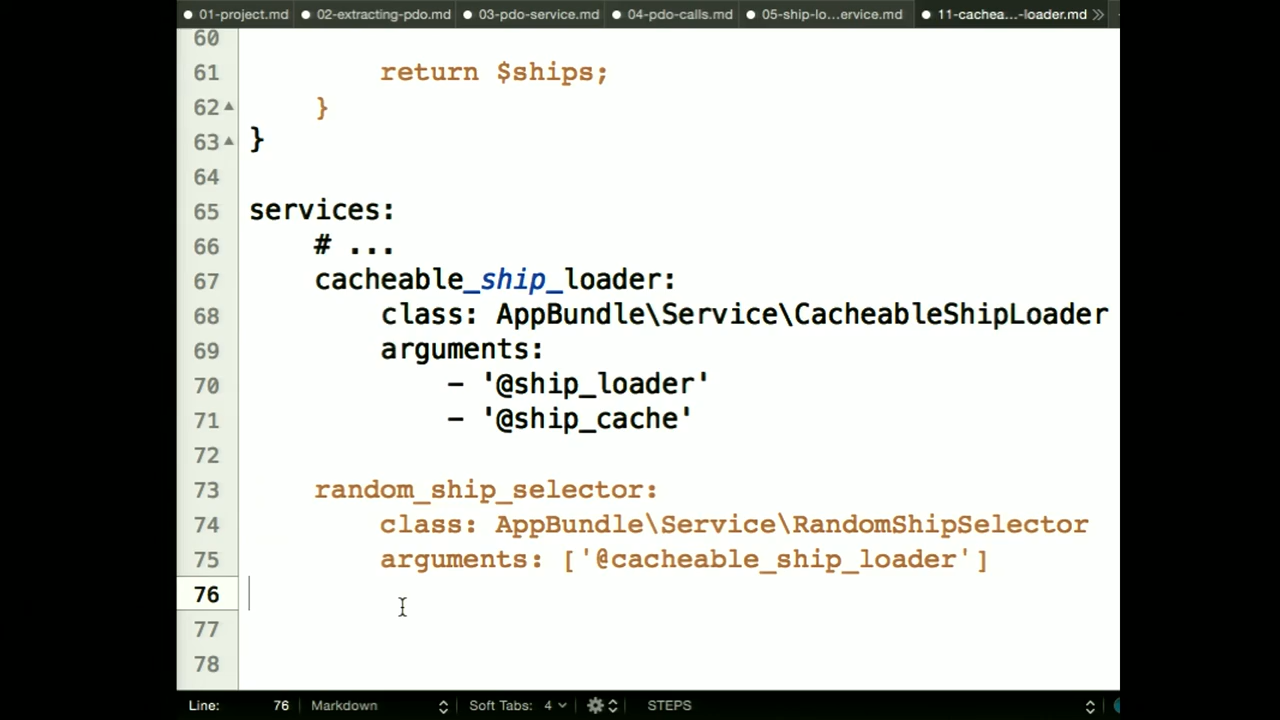 01-project.md
02-extracting-pdo.md
03-pdo-service.md
04-pdo-calls.md
05-ship-lo...ervice.md
11-cachea...-loader.md
60
61 return $ships;
62 }
63 }
64
65 services:
66 # ...
67 cacheable_ship_loader:
68 class: AppBundle\Service\CacheableShipLoader
69 arguments:
70 - '@ship_loader'
71 - '@ship_cache'
72
73 random_ship_selector:
74 class: AppBundle\Service\RandomShipSelector
75 arguments: ['@cacheable_ship_loader']
76
77
78
Line: 76 Markdown Soft Tabs: 4 STEPS